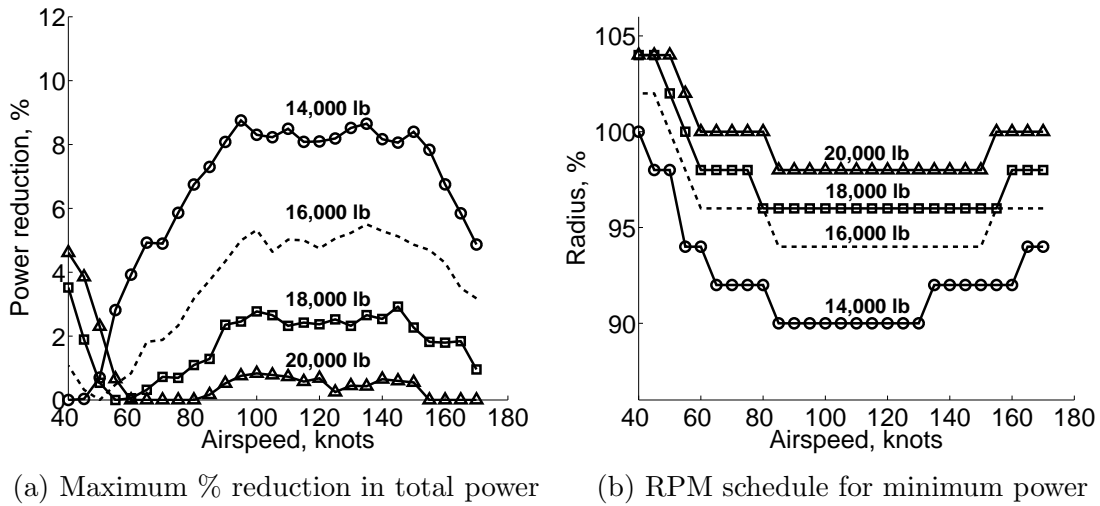 12
10
8
6
4
2
0
Power reduction, %
14,000 lb
16,000 lb
18,000 lb
20,000 lb
40 60 80 100 120 140 160 180
Airspeed, knots
(a) Maximum % reduction in total power
105
100
95
90
Radius, %
20,000 lb
18,000 lb
16,000 lb
14,000 lb
40 60 80 100 120 140 160 180
Airspeed, knots
(b) RPM schedule for minimum power